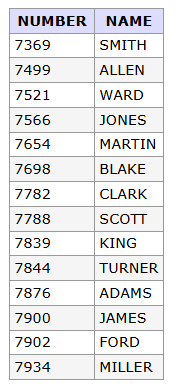 NUMBER NAME
7369 SMITH
7499 ALLEN
7521 WARD
7566 JONES
7654 MARTIN
7698 BLAKE
7782 CLARK
7788 SCOTT
7839 KING
7844 TURNER
7876 ADAMS
7900 JAMES
7902 FORD
7934 MILLER